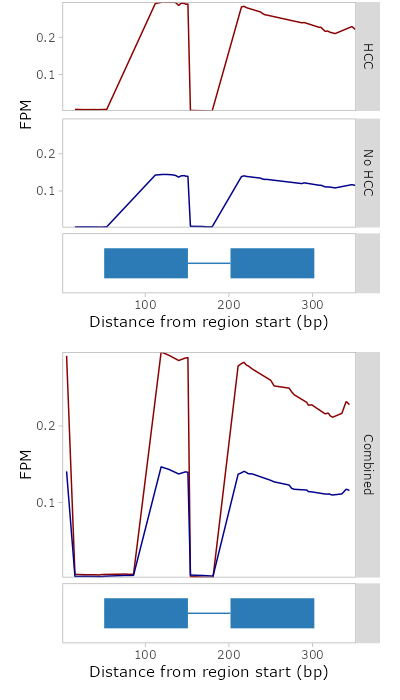 0.2
0.1
HCC
FPM
0.2
0.1
No HCC
100 200 300
Distance from region start (bp)
0.2
0.1
FPM
Combined
100 200 300
Distance from region start (bp)